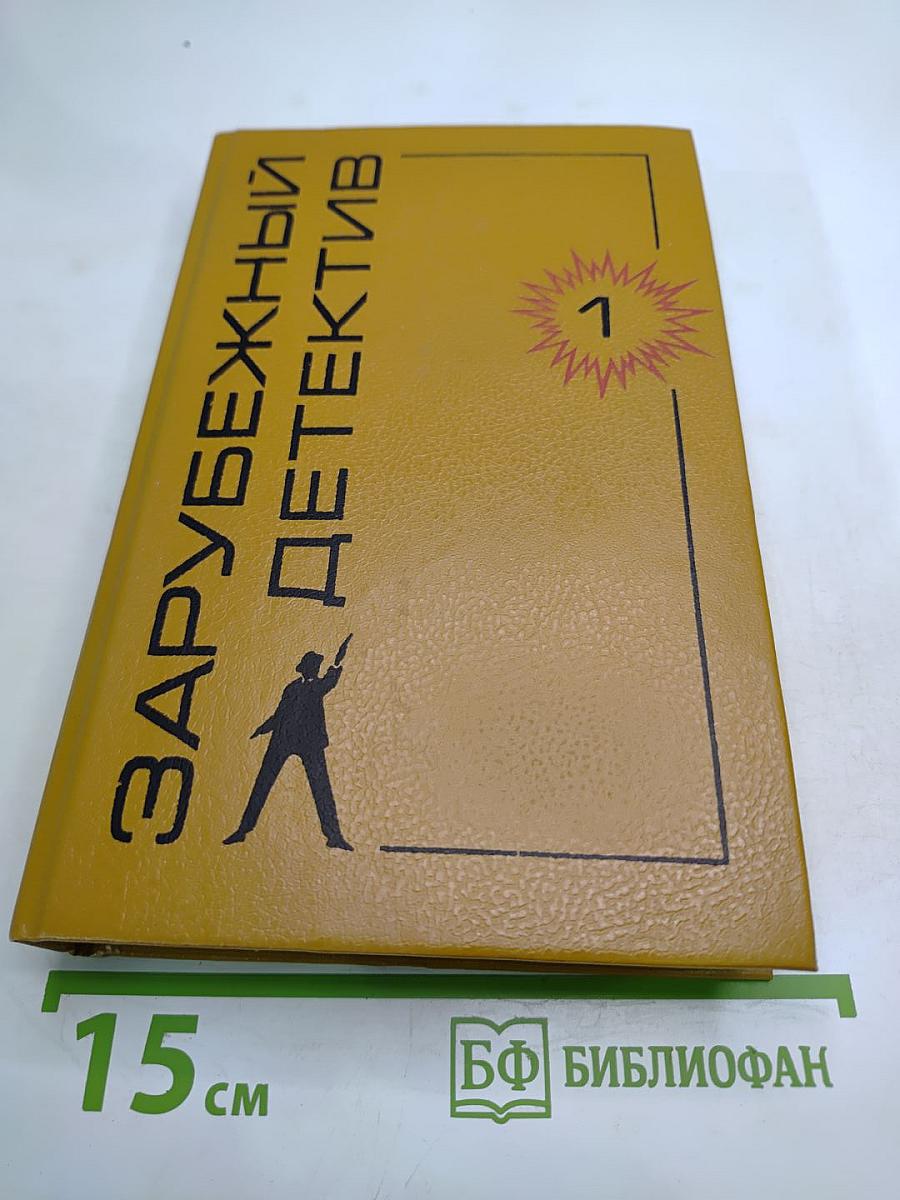 ЗАРУБЕЖНЫЙ
ДЕТЕКТИВ
1
15 см
БФ БИБЛИОФАН